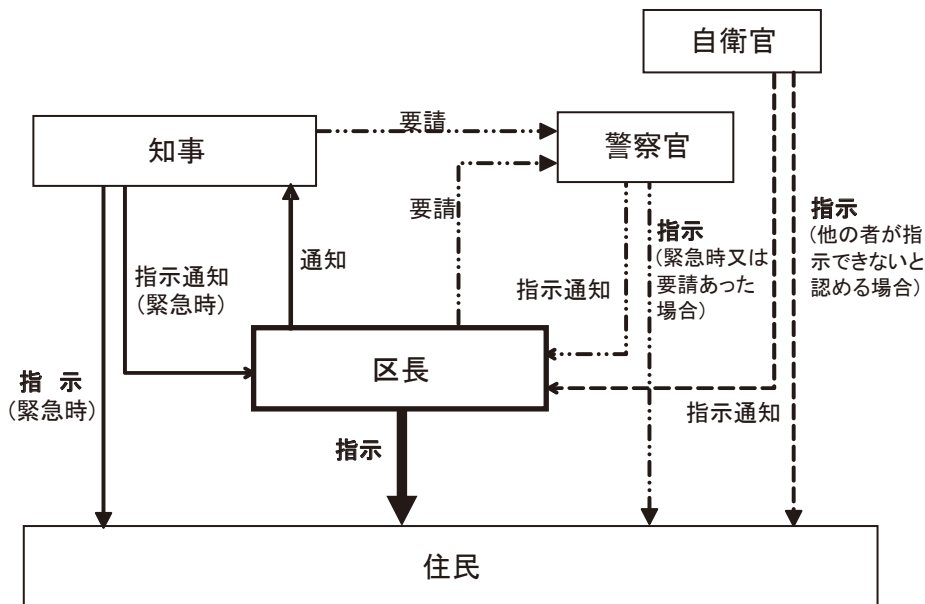 自衛官
要請
知事
警察官
要請
指示
(他の者が指
示できないと
認める場合)
指示
(緊急時又は
要請あった
場合)
通知
指示通知
(緊急時)
指示通知
区長
指 示
(緊急時)
指示通知
指示
住民